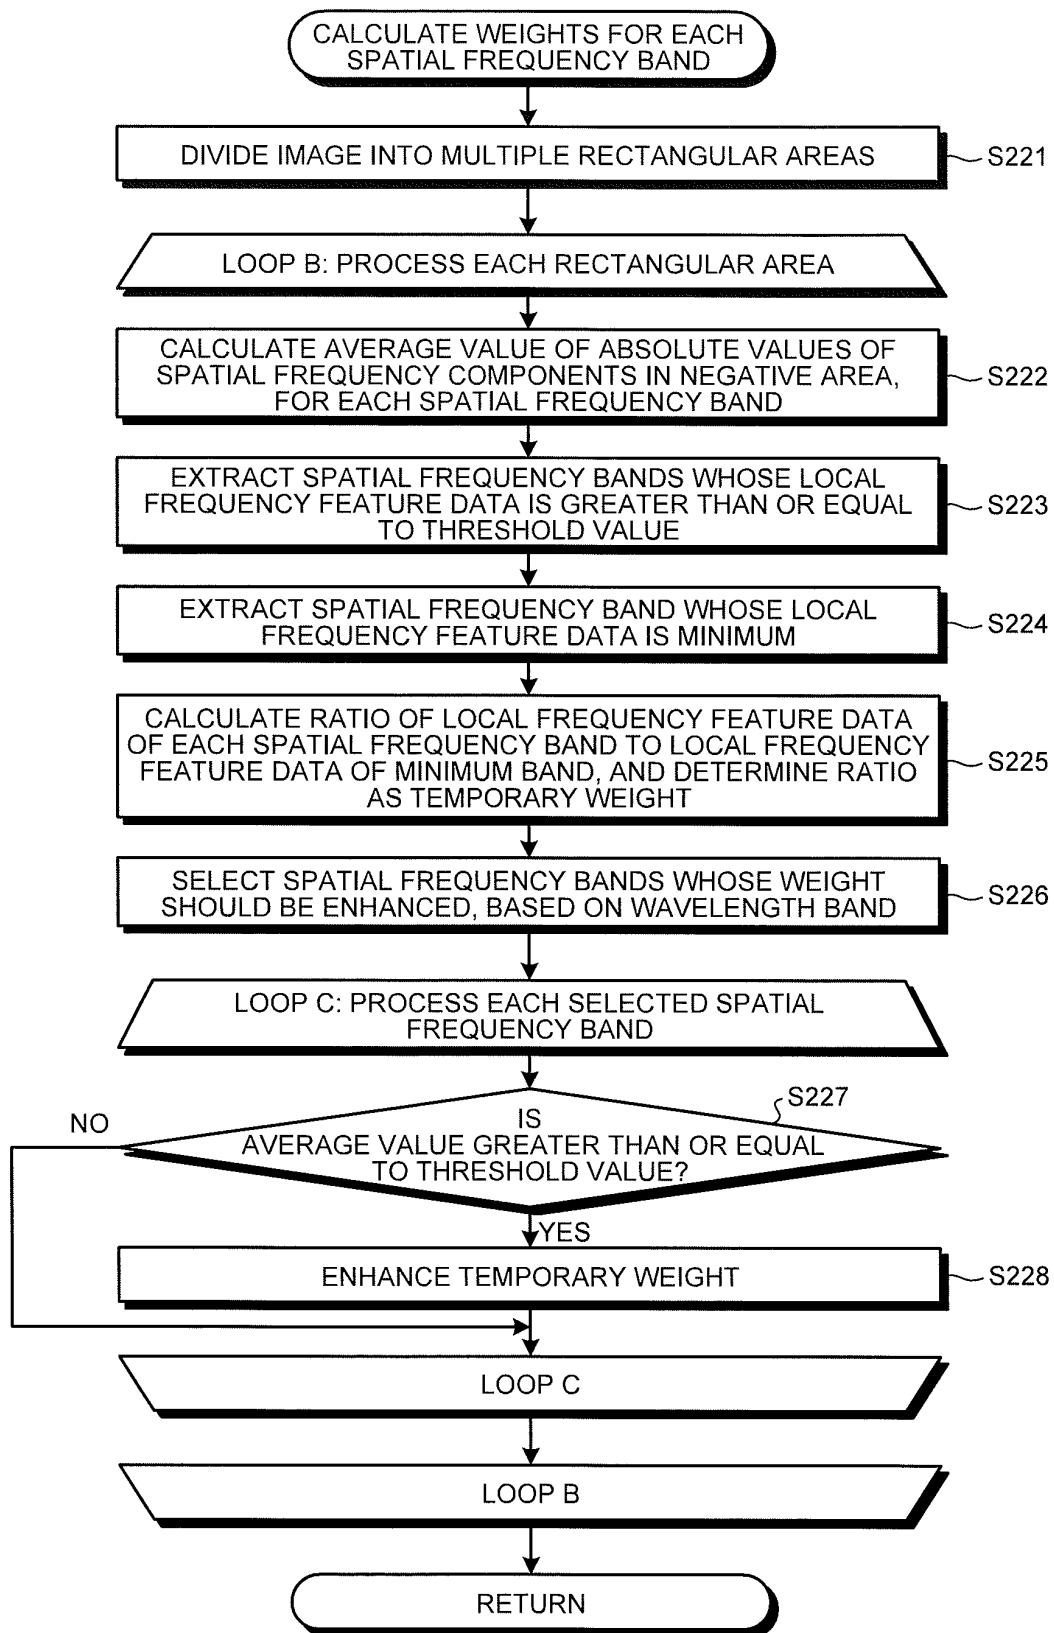 CALCULATE WEIGHTS FOR EACH
SPATIAL FREQUENCY BAND
DIVIDE IMAGE INTO MULTIPLE RECTANGULAR AREAS
S221
LOOP B: PROCESS EACH RECTANGULAR AREA
CALCULATE AVERAGE VALUE OF ABSOLUTE VALUES OF
SPATIAL FREQUENCY COMPONENTS IN NEGATIVE AREA,
FOR EACH SPATIAL FREQUENCY BAND
S222
EXTRACT SPATIAL FREQUENCY BANDS WHOSE LOCAL
FREQUENCY FEATURE DATA IS GREATER THAN OR EQUAL
TO THRESHOLD VALUE
S223
EXTRACT SPATIAL FREQUENCY BAND WHOSE LOCAL
FREQUENCY FEATURE DATA IS MINIMUM
S224
CALCULATE RATIO OF LOCAL FREQUENCY FEATURE DATA
OF EACH SPATIAL FREQUENCY BAND TO LOCAL FREQUENCY
FEATURE DATA OF MINIMUM BAND, AND DETERMINE RATIO
AS TEMPORARY WEIGHT
S225
SELECT SPATIAL FREQUENCY BANDS WHOSE WEIGHT
SHOULD BE ENHANCED, BASED ON WAVELENGTH BAND
S226
LOOP C: PROCESS EACH SELECTED SPATIAL
FREQUENCY BAND
S227
NO
IS
AVERAGE VALUE GREATER THAN OR EQUAL
TO THRESHOLD VALUE?
YES
ENHANCE TEMPORARY WEIGHT
S228
LOOP C
LOOP B
RETURN